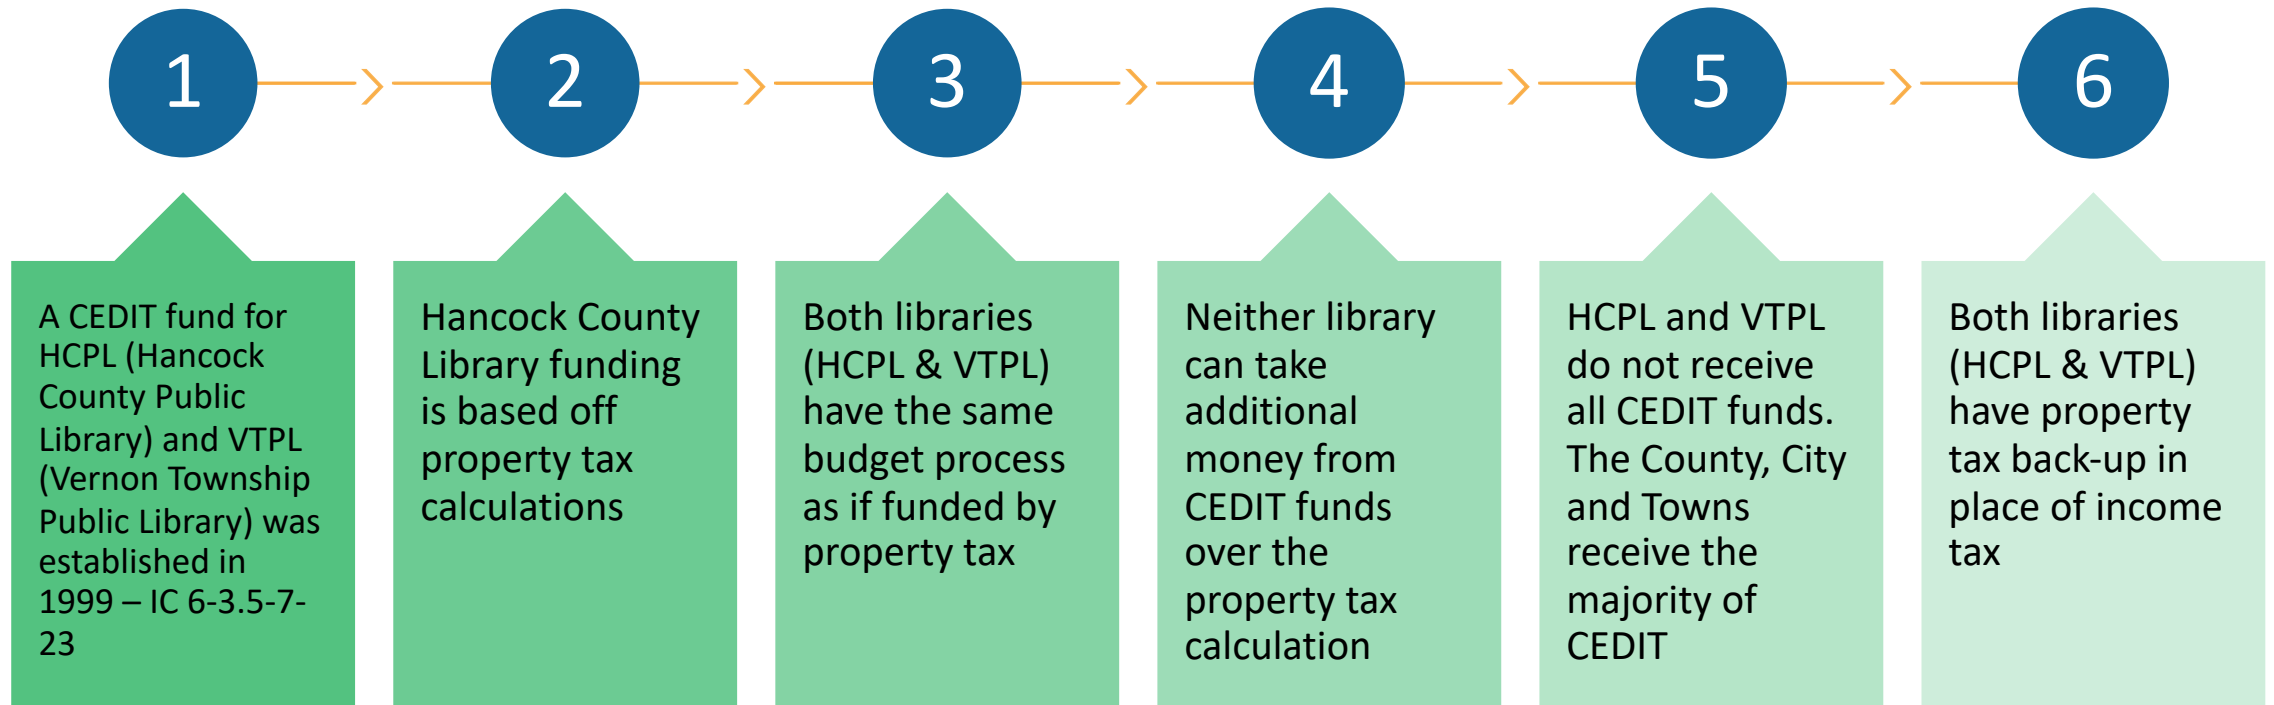 1
2
3
4
5
6
A CEDIT fund for
HCPL (Hancock
County Public
Library) and VTPL
(Vernon Township
Public Library) was
established in
1999 – IC 6-3.5-7-
23
Hancock County
Library funding
is based off
property tax
calculations
Both libraries
(HCPL & VTPL)
have the same
budget process
as if funded by
property tax
Neither library
can take
additional
money from
CEDIT funds
over the
property tax
calculation
HCPL and VTPL
do not receive
all CEDIT funds.
The County, City
and Towns
receive the
majority of
CEDIT
Both libraries
(HCPL & VTPL)
have property
tax back-up in
place of income
tax